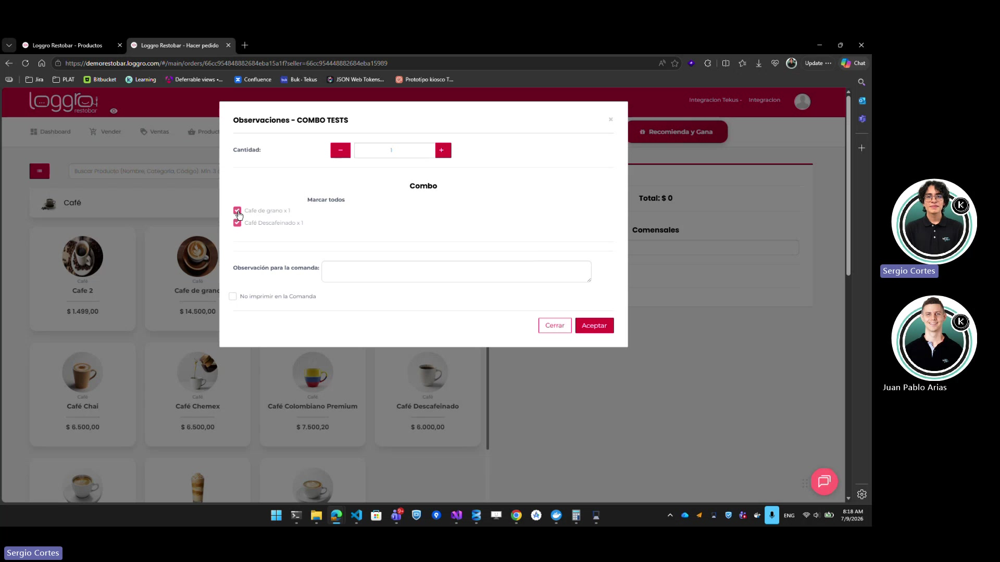 Loggro Restobar - Productos
Loggro Restobar - Hacer pedido
https://demorestobar.loggro.com/#/main/orders/66cc954848882684eba15a1f?seller=66cc954448882684eba15989
Update
Chat
Jira
PLAT
Bitbucket
Learning
Deferrable views •...
Confluence
Buk - Tekus
JSON Web Tokens...
Prototipo kiosco T...
loggro
restobar
Integracion Tekus - Integracion
Dashboard
Vender
Ventas
Product
Recomienda y Gana
Observaciones - COMBO TESTS
×
Cantidad:
− 1 +
Buscar Producto (Nombre, Categoría, Código). Mín. 3
Combo
Marcar todos
Cafe de grano x 1
Café Descafeinado x 1
Observación para la comanda:
No imprimir en la Comanda
Cerrar
Aceptar
Total: $ 0
Comensales
Café
Café
Cafe 2
$ 1.499,00
Café
Cafe de grano
$ 14.500,00
Café
Café Chai
$ 6.500,00
Café
Café Chemex
$ 6.500,00
Café
Café Colombiano Premium
$ 7.500,20
Café
Café Descafeinado
$ 6.000,00
9+
ENG
8:18 AM
7/9/2026
K
Sergio Cortes
K
Juan Pablo Arias
Sergio Cortes